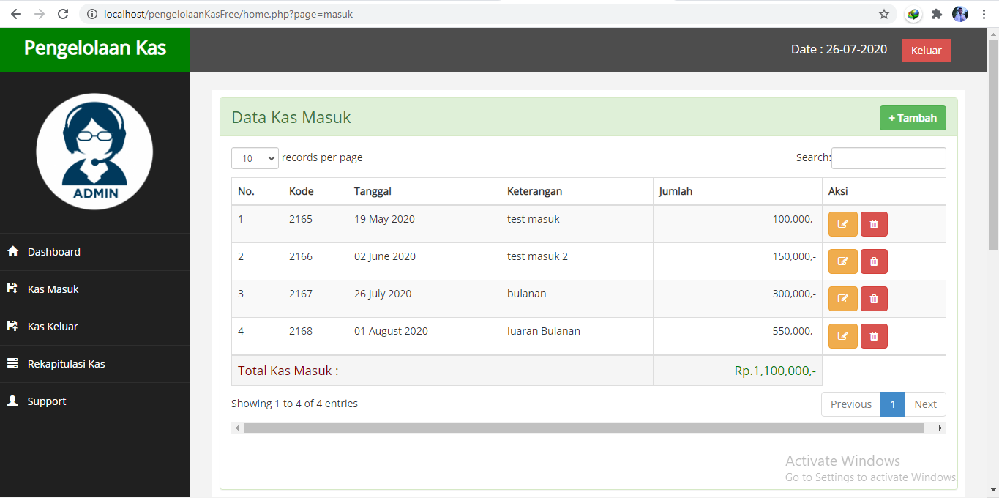 localhost/pengelolaanKasFree/home.php?page=masuk
Pengelolaan Kas
Date : 26-07-2020 Keluar
ADMIN
Dashboard
Kas Masuk
Kas Keluar
Rekapitulasi Kas
Support
Data Kas Masuk + Tambah
10 records per page Search:
No. Kode Tanggal Keterangan Jumlah Aksi
1 2165 19 May 2020 test masuk 100,000,-
2 2166 02 June 2020 test masuk 2 150,000,-
3 2167 26 July 2020 bulanan 300,000,-
4 2168 01 August 2020 Iuaran Bulanan 550,000,-
Total Kas Masuk : Rp.1,100,000,-
Showing 1 to 4 of 4 entries Previous 1 Next
Activate Windows
Go to Settings to activate Windows.